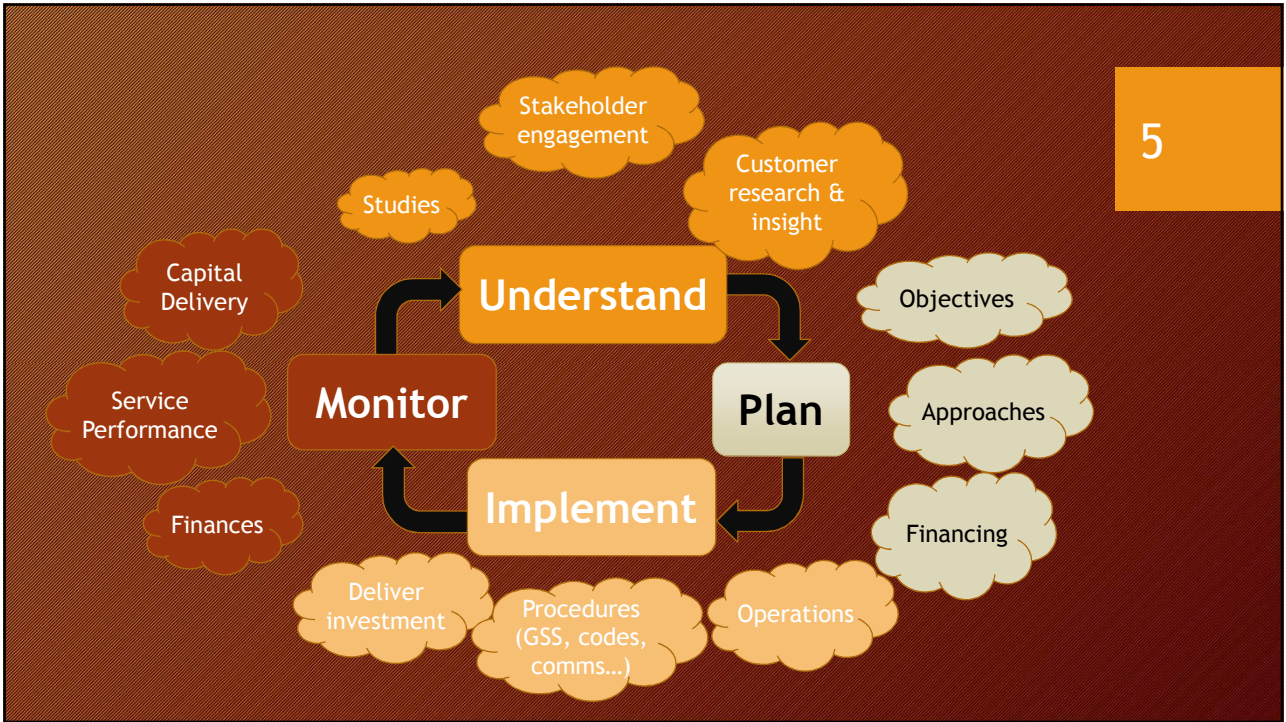 5
Stakeholder
engagement
Customer
research &
insight
Studies
Understand
Capital
Delivery
Service
Performance
Finances
Monitor
Plan
Objectives
Approaches
Financing
Implement
Deliver
investment
Procedures
(GSS, codes,
comms…)
Operations